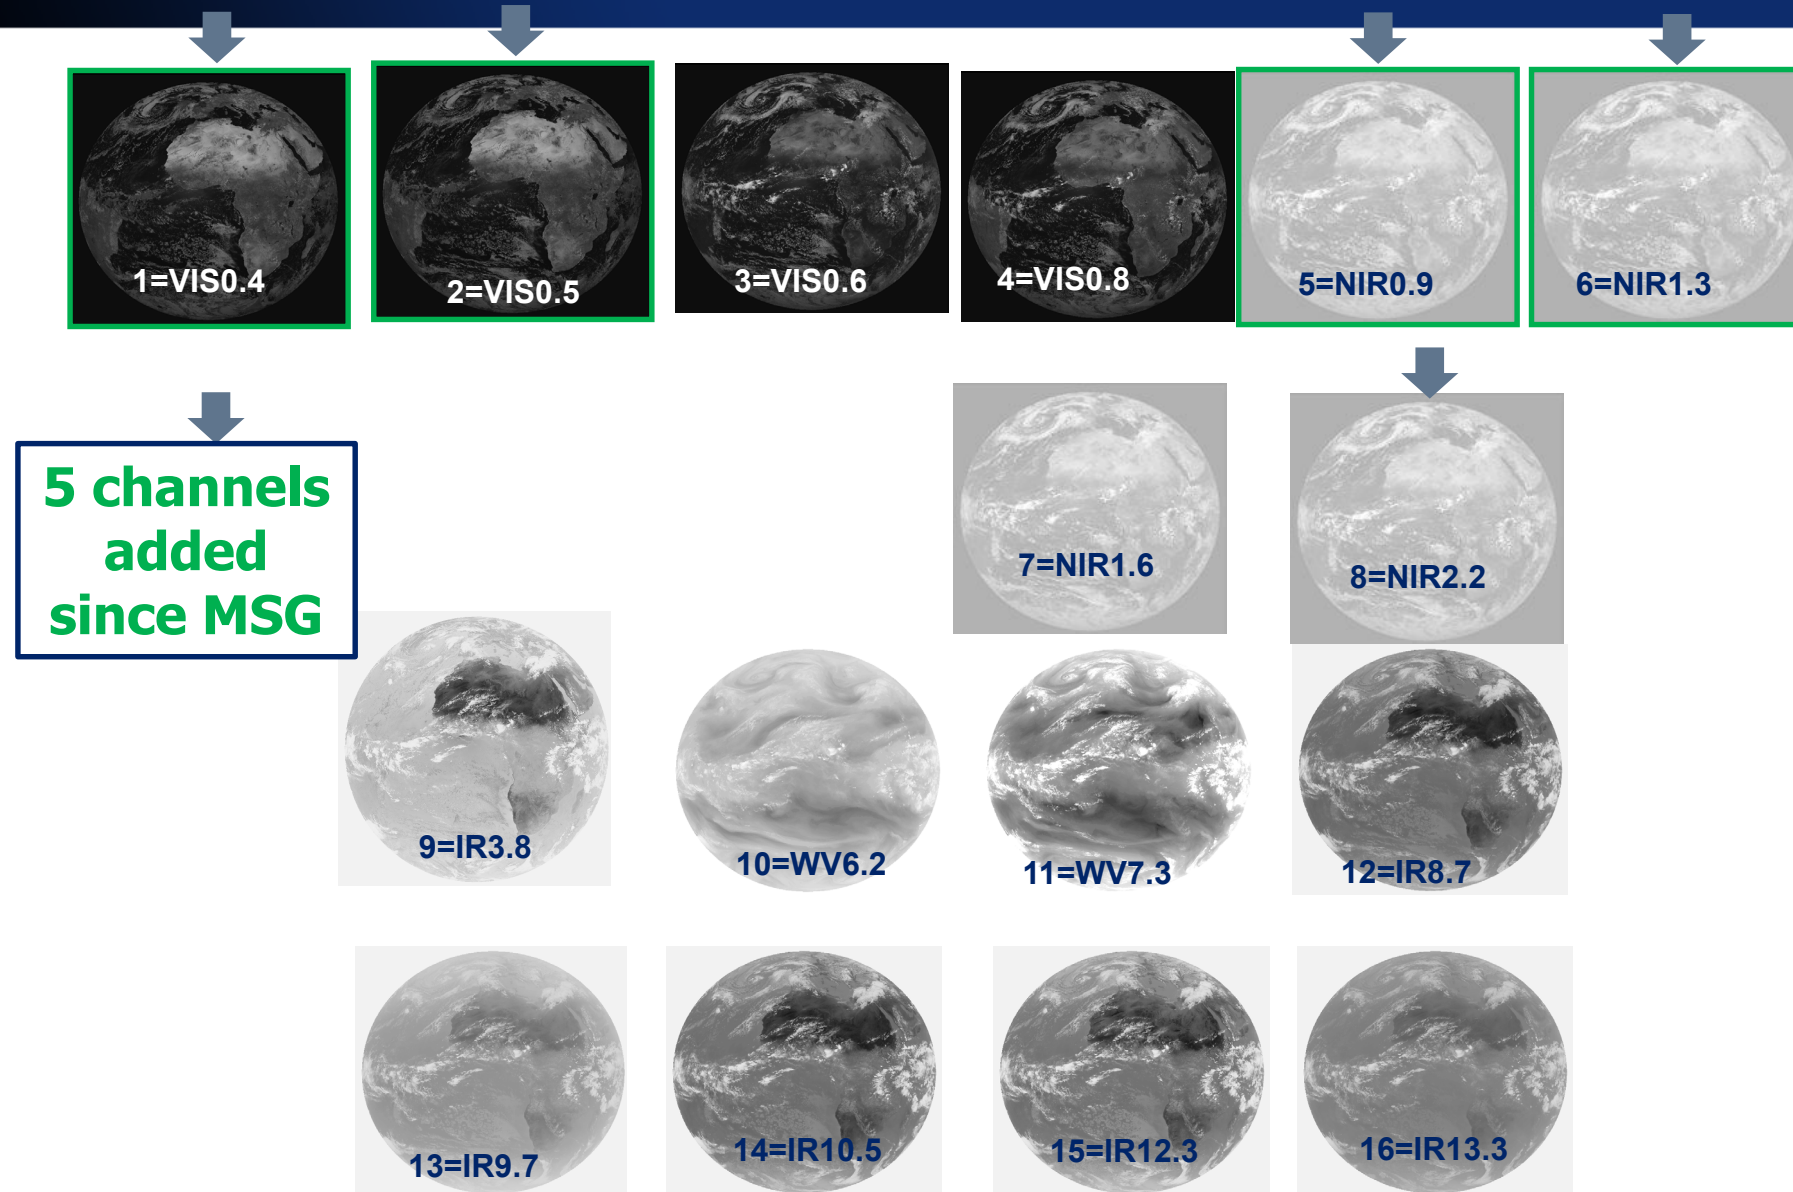 1=VIS0.4
2=VIS0.5
3=VIS0.6
4=VIS0.8
5=NIR0.9
6=NIR1.3
7=NIR1.6
8=NIR2.2
5 channels
added
since MSG
9=IR3.8
10=WV6.2
11=WV7.3
12=IR8.7
13=IR9.7
14=IR10.5
15=IR12.3
16=IR13.3